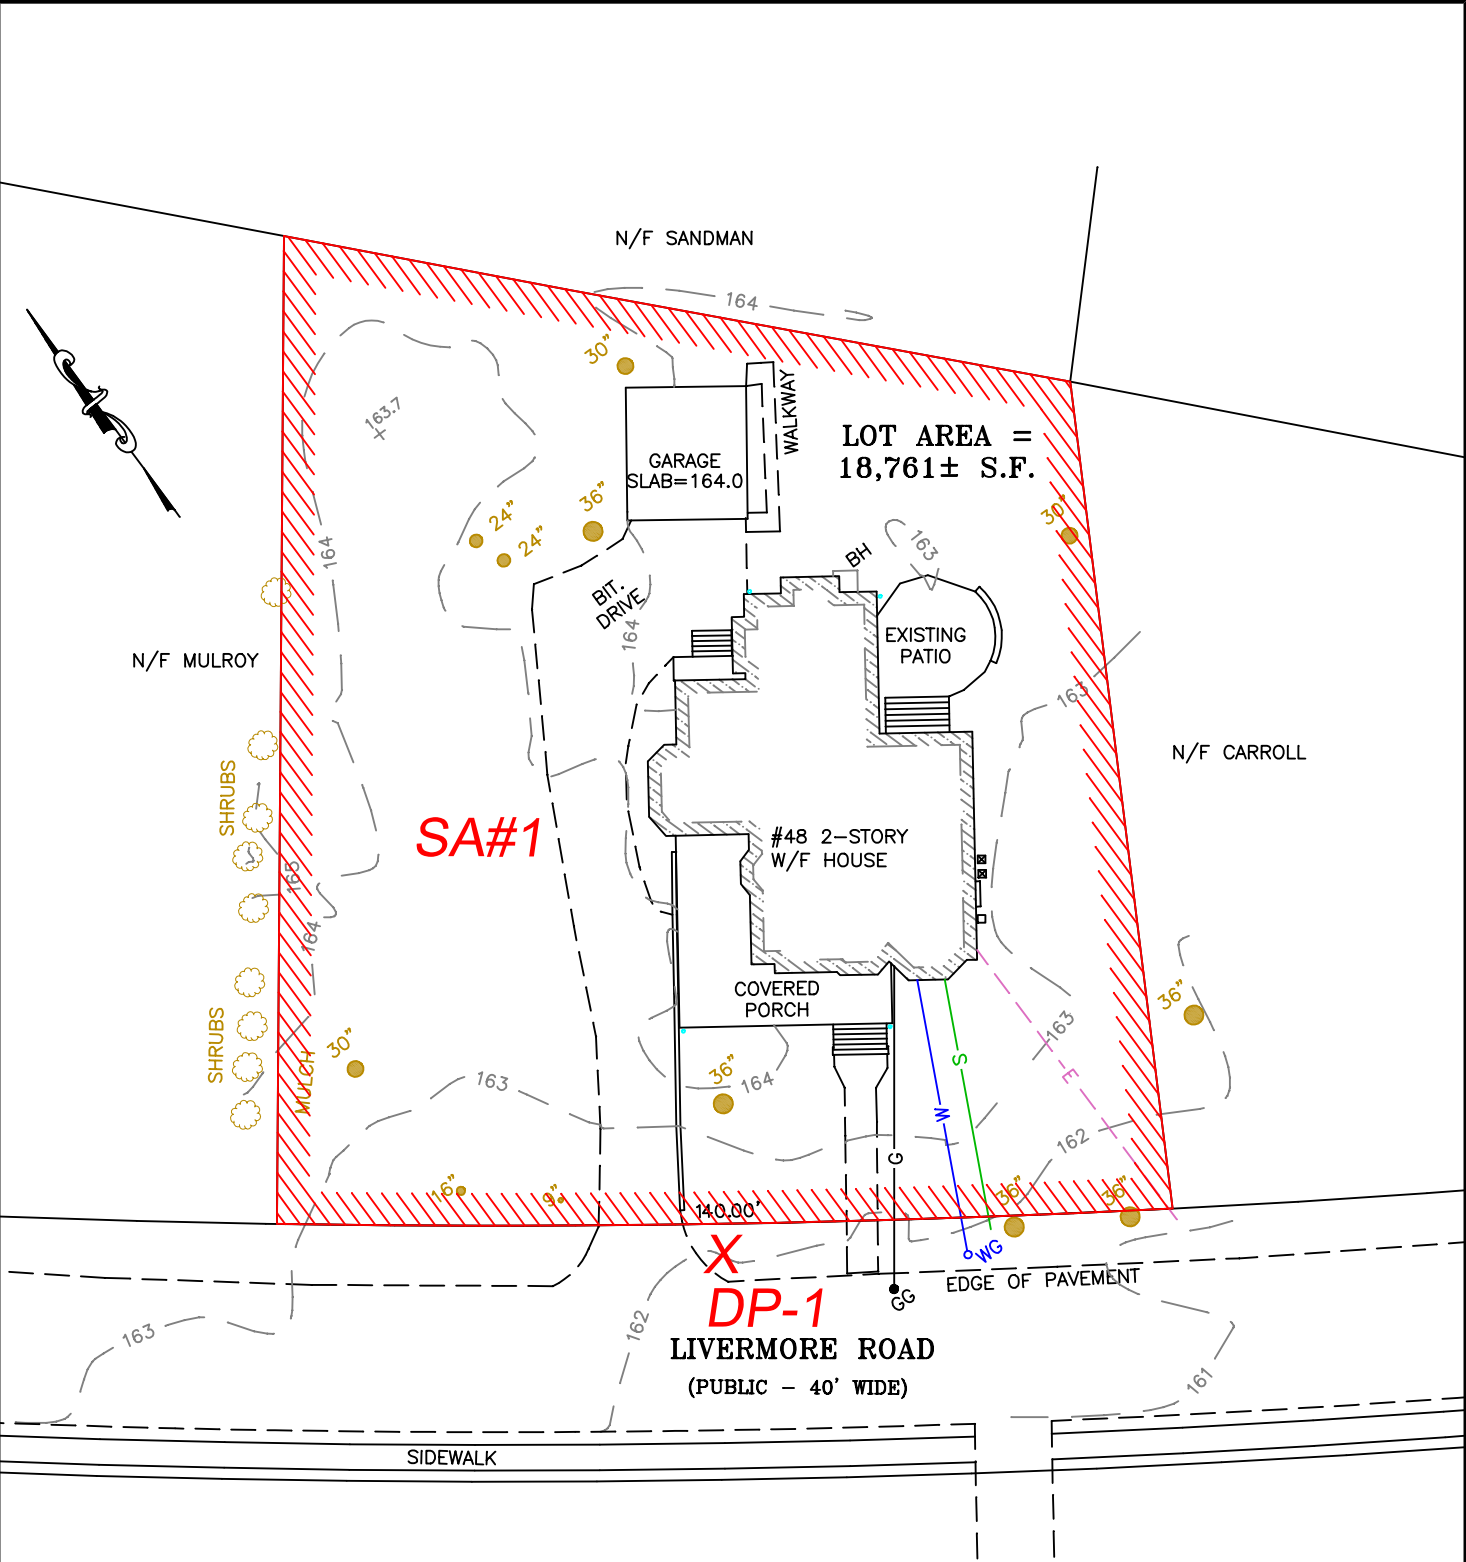 N/F SANDMAN
164
30"
163.7
WALKWAY
LOT AREA =
18,761± S.F.
GARAGE
SLAB=164.0
36"
24"
24"
30"
163
BH
164
BIT.
DRIVE
164
EXISTING
PATIO
N/F MULROY
163
N/F CARROLL
SHRUBS
SA#1
#48 2-STORY
W/F HOUSE
165
164
COVERED
PORCH
36"
SHRUBS
MULCH
30"
163
36"
164
163
S
E
W
162
G
16"
9"
140.00'
36"
36"
X
WG
EDGE OF PAVEMENT
GG
DP-1
163
162
LIVERMORE ROAD
(PUBLIC - 40' WIDE)
161
SIDEWALK